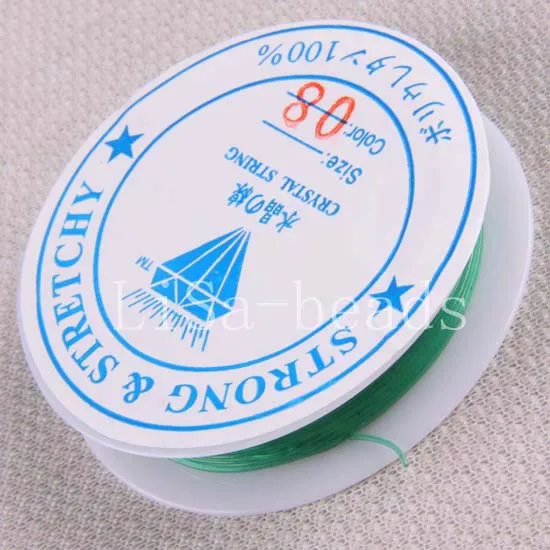 ポリウレタン100%
Color:
08
Size:
CRYSTAL STRING
水晶の線
TM
STRONG & STRETCHY
LiSa-beads